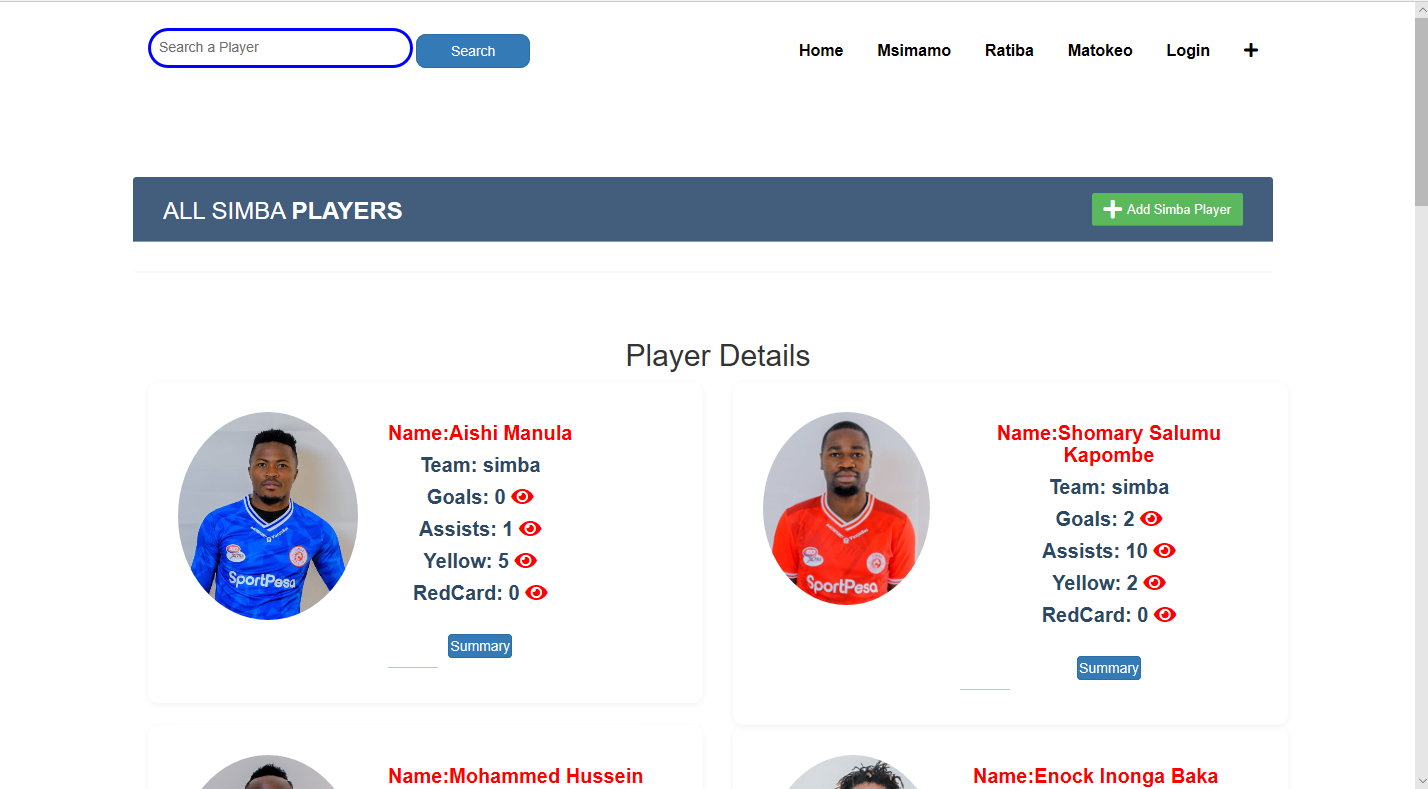 Search a Player
Search
Home
Msimamo
Ratiba
Matokeo
Login
ALL SIMBA PLAYERS
Add Simba Player
Player Details
Name:Aishi Manula
Team: simba
Goals: 0
Assists: 1
Yellow: 5
RedCard: 0
Summary
SportPesa
Name:Shomary Salumu
Kapombe
Team: simba
Goals: 2
Assists: 10
Yellow: 2
RedCard: 0
Summary
SportPesa
Name:Mohammed Hussein
Name:Enock Inonga Baka